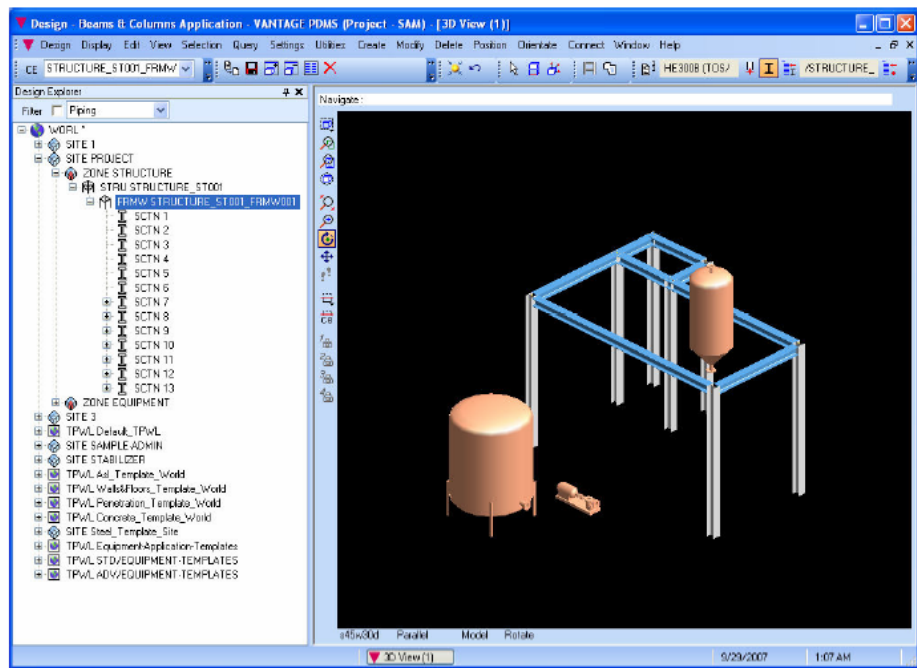 Design - Beams & Columns Application - VANTAGE PDMS (Project - SAM) - [3D View (1)]
Design Display Edit View Selection Query Settings Utilities Create Modify Delete Position Orientate Connect Window Help
CE STRUCTURE_ST001_FRMW HE300B (TOS/ /STRUCTURE_
Design Explorer
Navigate :
Filter Piping
WORL *
SITE 1
SITE PROJECT
ZONE STRUCTURE
STRU STRUCTURE_ST001
FRMW STRUCTURE_ST001_FRMW001
SCTN 1
SCTN 2
SCTN 3
SCTN 4
SCTN 5
SCTN 6
SCTN 7
SCTN 8
SCTN 9
SCTN 10
SCTN 11
SCTN 12
SCTN 13
ZONE EQUIPMENT
SITE 3
TPWL Default_TPWL
SITE SAMPLE-ADMIN
SITE STABILIZER
TPWL Asl_Template_World
TPWL Walls&Floors_Template_World
TPWL Penetration_Template_World
TPWL Concrete_Template_World
SITE Steel_Template_Site
TPWL Equipment-Application-Templates
TPWL STD/EQUIPMENT-TEMPLATES
TPWL ADV/EQUIPMENT-TEMPLATES
Parallel Model Rotate
3D View (1)
9/29/2007 1:07 AM